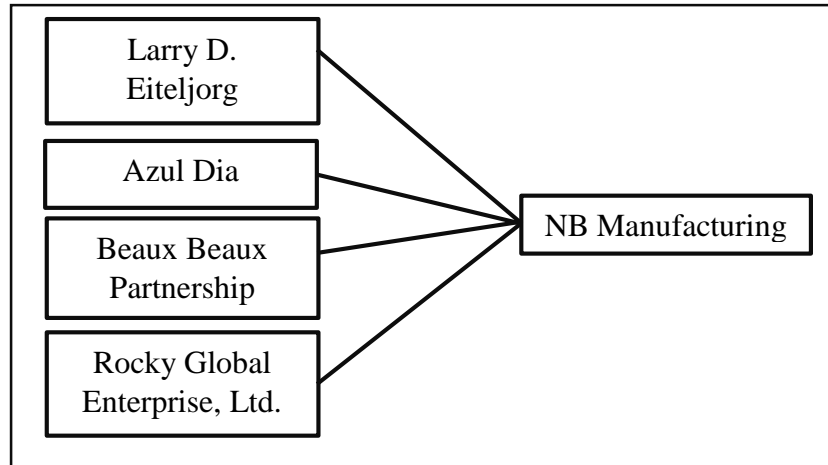 Larry D.
Eiteljorg
Azul Dia
Beaux Beaux
Partnership
Rocky Global
Enterprise, Ltd.
NB Manufacturing